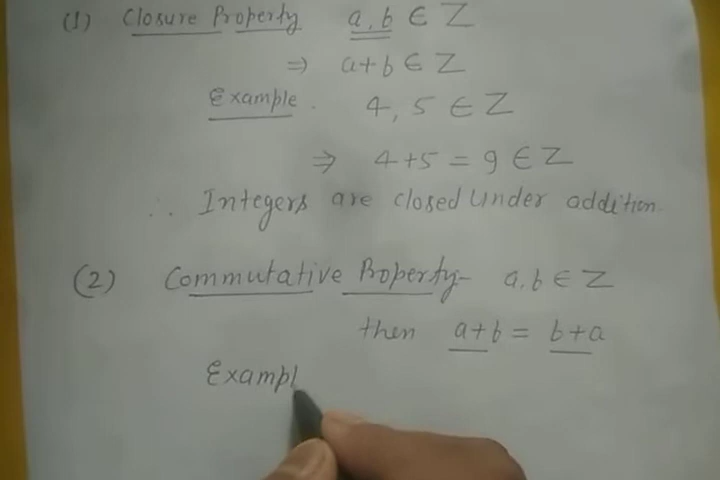 (1) Closure Property a, b ∈ Z
⇒ a+b ∈ Z
Example. 4, 5 ∈ Z
⇒ 4+5 = 9 ∈ Z
∴ Integers are closed Under addition.
(2) Commutative Property- a, b ∈ Z
then a+b = b+a
Exampl